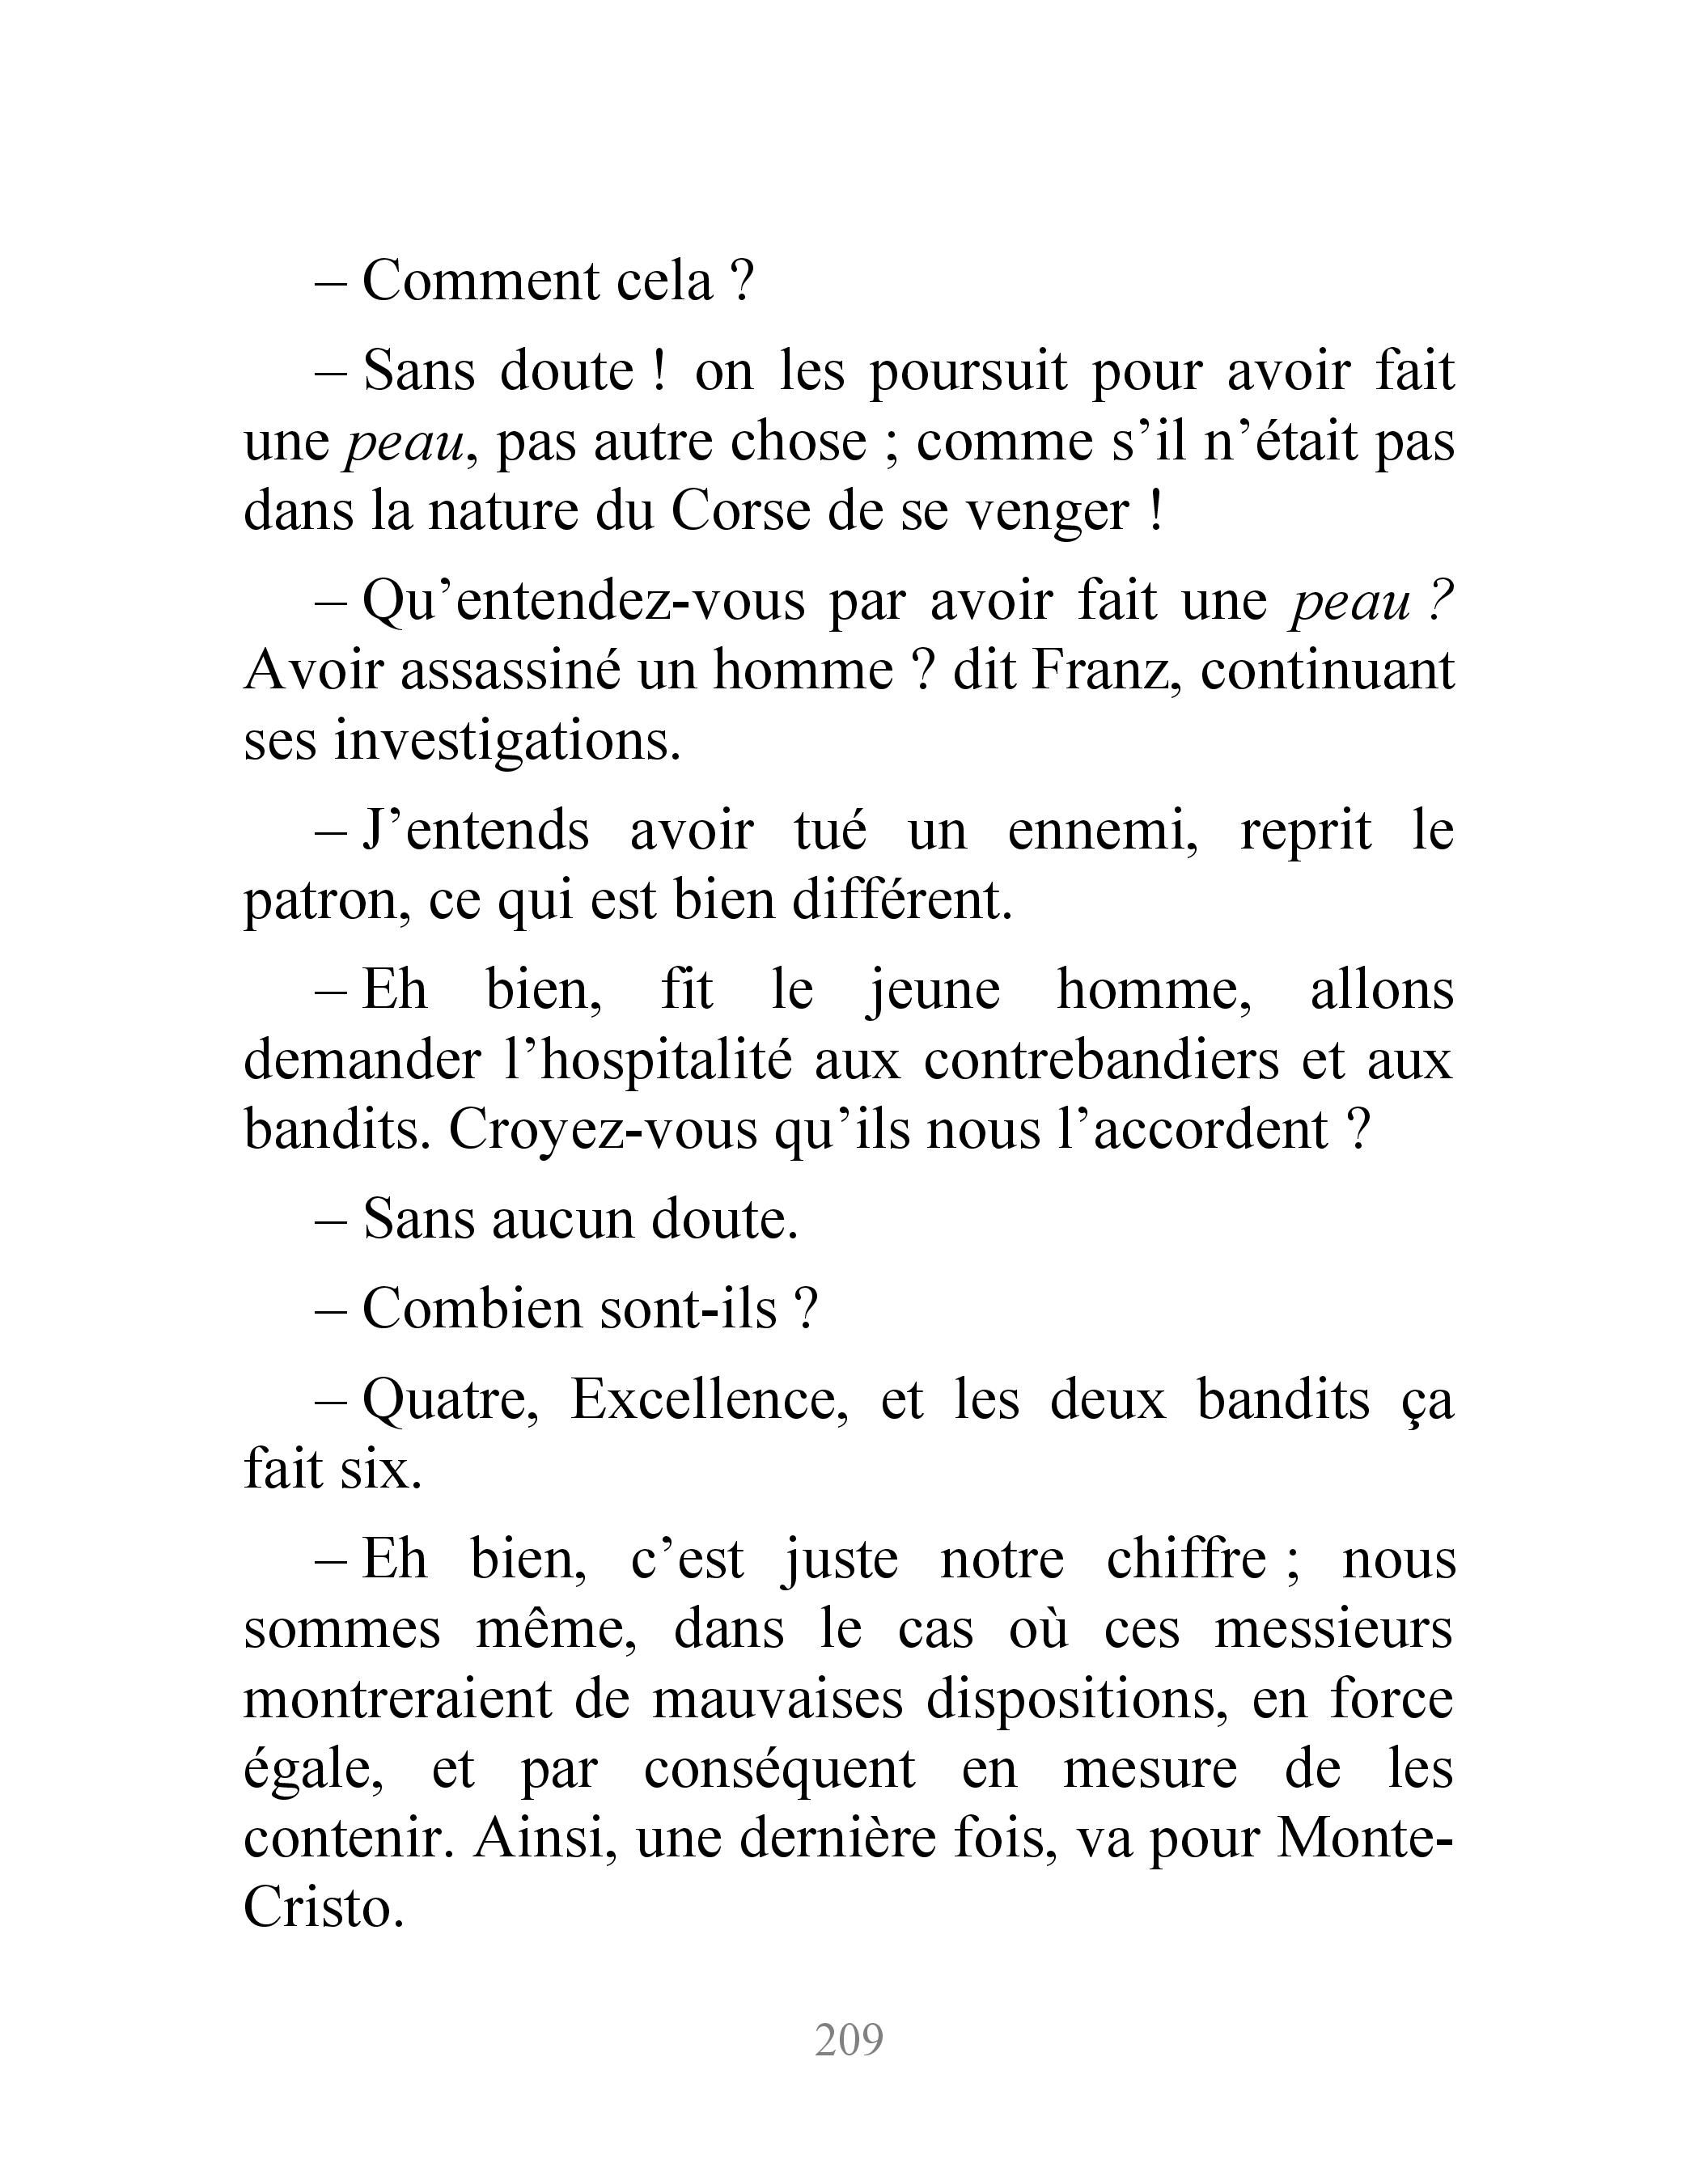 – Comment cela ?
– Sans doute ! on les poursuit pour avoir fait
une peau, pas autre chose ; comme s’il n’était pas
dans la nature du Corse de se venger !
– Qu’entendez-vous par avoir fait une peau ?
Avoir assassiné un homme ? dit Franz, continuant
ses investigations.
– J’entends avoir tué un ennemi, reprit le
patron, ce qui est bien différent.
– Eh bien, fit le jeune homme, allons
demander l’hospitalité aux contrebandiers et aux
bandits. Croyez-vous qu’ils nous l’accordent ?
– Sans aucun doute.
– Combien sont-ils ?
– Quatre, Excellence, et les deux bandits ça
fait six.
– Eh bien, c’est juste notre chiffre ; nous
sommes même, dans le cas où ces messieurs
montreraient de mauvaises dispositions, en force
égale, et par conséquent en mesure de les
contenir. Ainsi, une dernière fois, va pour Monte-
Cristo.
209